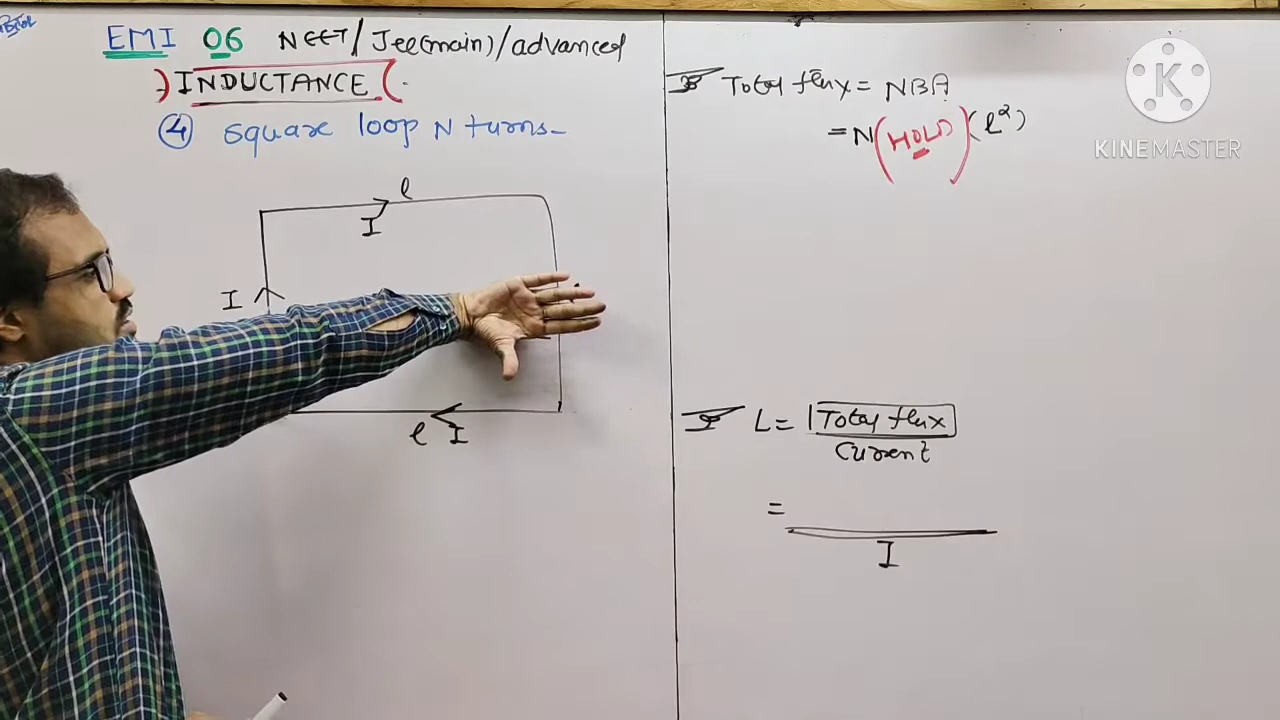 EMI 06 NEET/Jee(main)/advanced
INDUCTANCE
④ square loop N turns-
l
I
I
l I
Total flux = NBA
= N(HOLD)(l²)
L = Total flux
Current
=
I
K
KINEMASTER